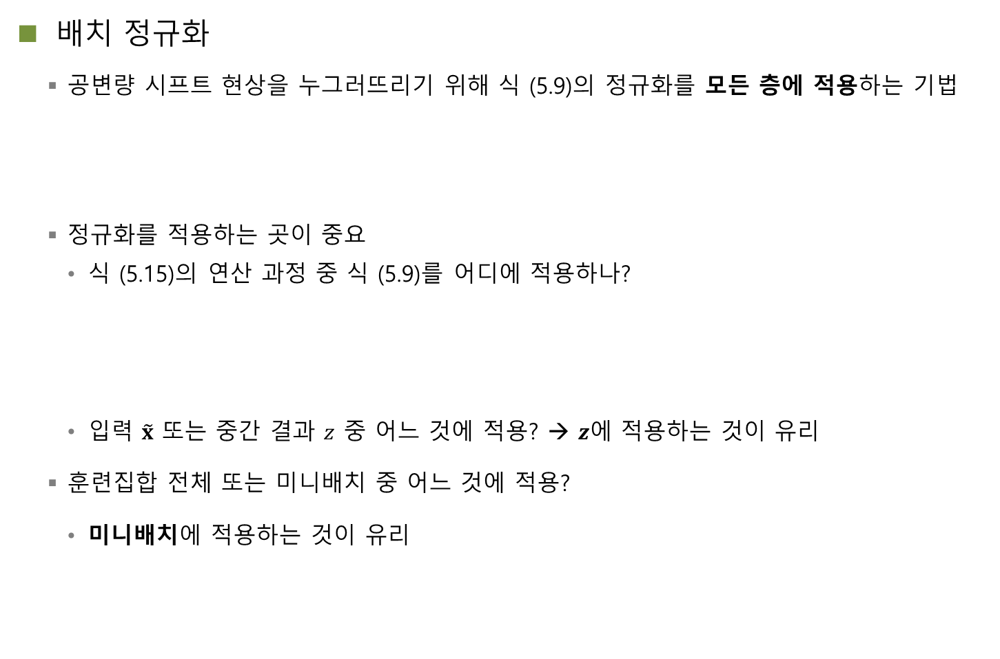 배치 정규화
공변량 시프트 현상을 누그러뜨리기 위해 식 (5.9)의 정규화를 모든 층에 적용하는 기법
정규화를 적용하는 곳이 중요
식 (5.15)의 연산 과정 중 식 (5.9)를 어디에 적용하나?
입력 x̃ 또는 중간 결과 z 중 어느 것에 적용? → z에 적용하는 것이 유리
훈련집합 전체 또는 미니배치 중 어느 것에 적용?
미니배치에 적용하는 것이 유리